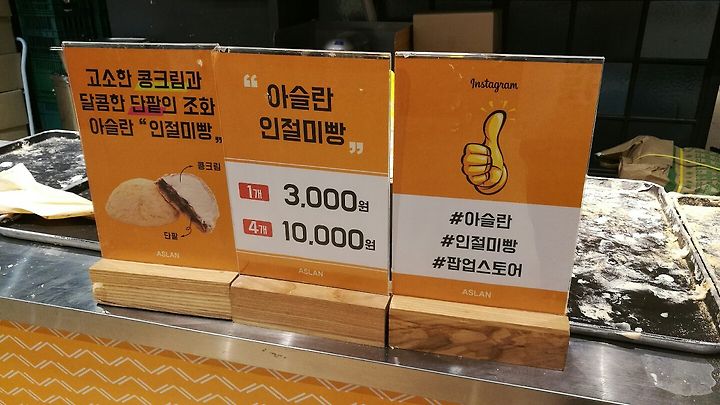 고소한 콩크림과
달콤한 단팥의 조화
아슬란 “인절미빵„
콩크림
단팥
ASLAN
“아슬란
인절미빵„
1개 3,000원
4개 10,000원
ASLAN
Instagram
#아슬란
#인절미빵
#팝업스토어
ASLAN